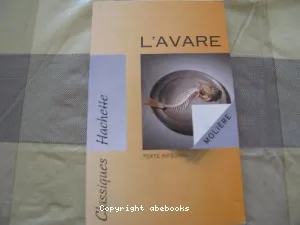 L'AVARE
MOLIÈRE
TEXTE INTÉGRAL
Classiques Hachette
Copyright abebooks